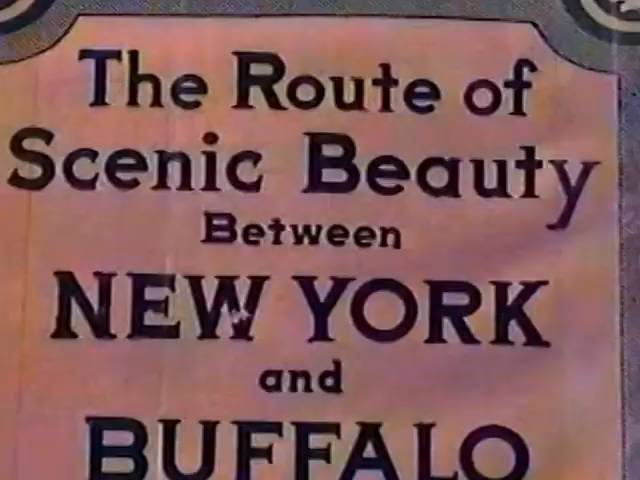 The Route of
Scenic Beauty
Between
NEW YORK
and
BUFFALO